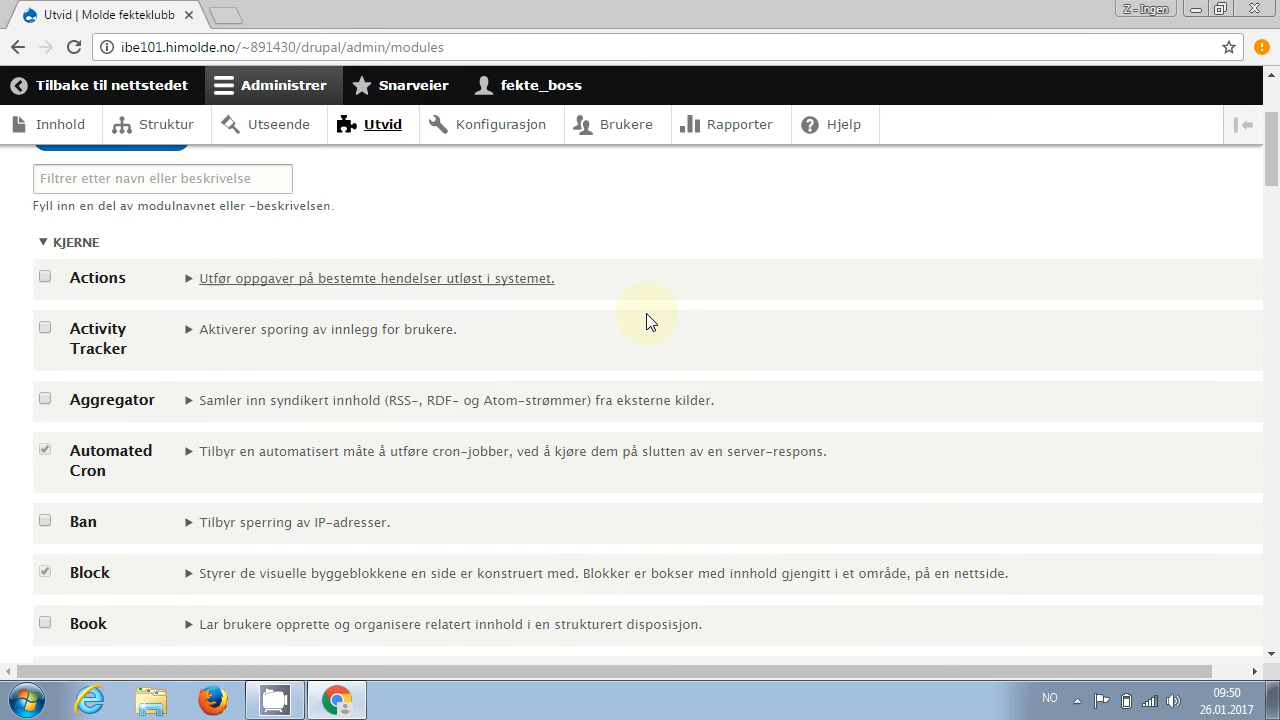 Utvid | Molde fekteklubb
Z - Ingen
ibe101.himolde.no/~891430/drupal/admin/modules
Tilbake til nettstedet Administrer Snarveier fekte_boss
Innhold Struktur Utseende Utvid Konfigurasjon Brukere Rapporter Hjelp
Filtrer etter navn eller beskrivelse
Fyll inn en del av modulnavnet eller -beskrivelsen.
KJERNE
Actions Utfør oppgaver på bestemte hendelser utløst i systemet.
Activity Tracker Aktiverer sporing av innlegg for brukere.
Aggregator Samler inn syndikert innhold (RSS-, RDF- og Atom-strømmer) fra eksterne kilder.
Automated Cron Tilbyr en automatisert måte å utføre cron-jobber, ved å kjøre dem på slutten av en server-respons.
Ban Tilbyr sperring av IP-adresser.
Block Styrer de visuelle byggeblokkene en side er konstruert med. Blokker er bokser med innhold gjengitt i et område, på en nettside.
Book Lar brukere opprette og organisere relatert innhold i en strukturert disposisjon.
NO
09:50
26.01.2017